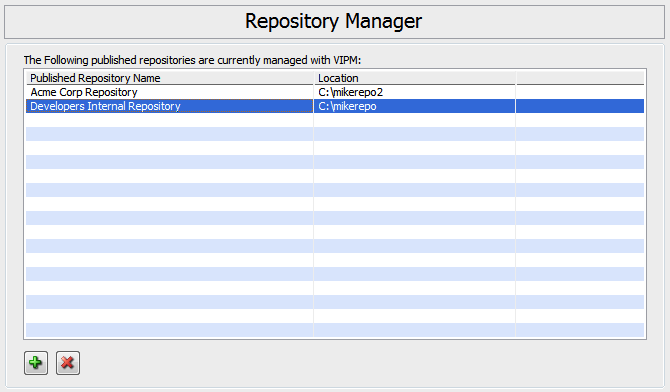 Repository Manager
The Following published repositories are currently managed with VIPM:
Published Repository Name Location
Acme Corp Repository C:\mikerepo2
Developers Internal Repository C:\mikerepo